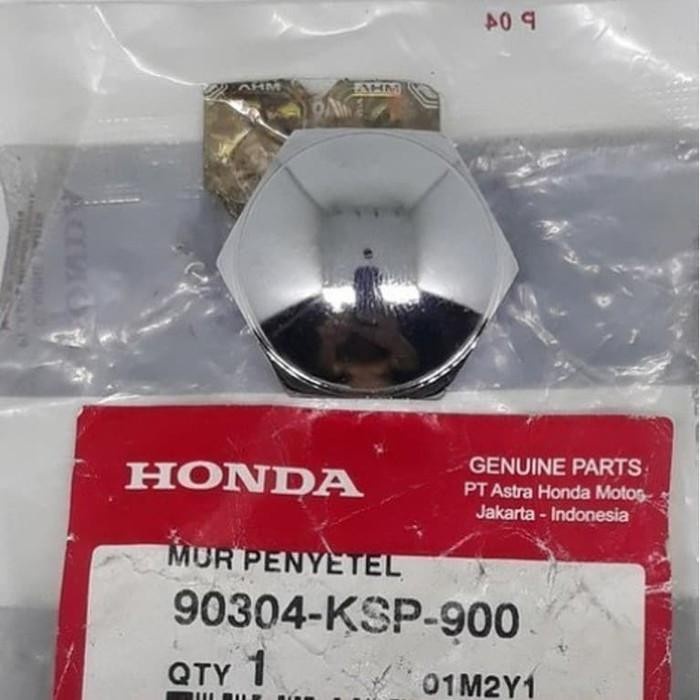 P 04
AHM AHM
HONDA
GENUINE PARTS
PT Astra Honda Motor
Jakarta - Indonesia
MUR PENYETEL
90304-KSP-900
QTY 1
01M2Y1